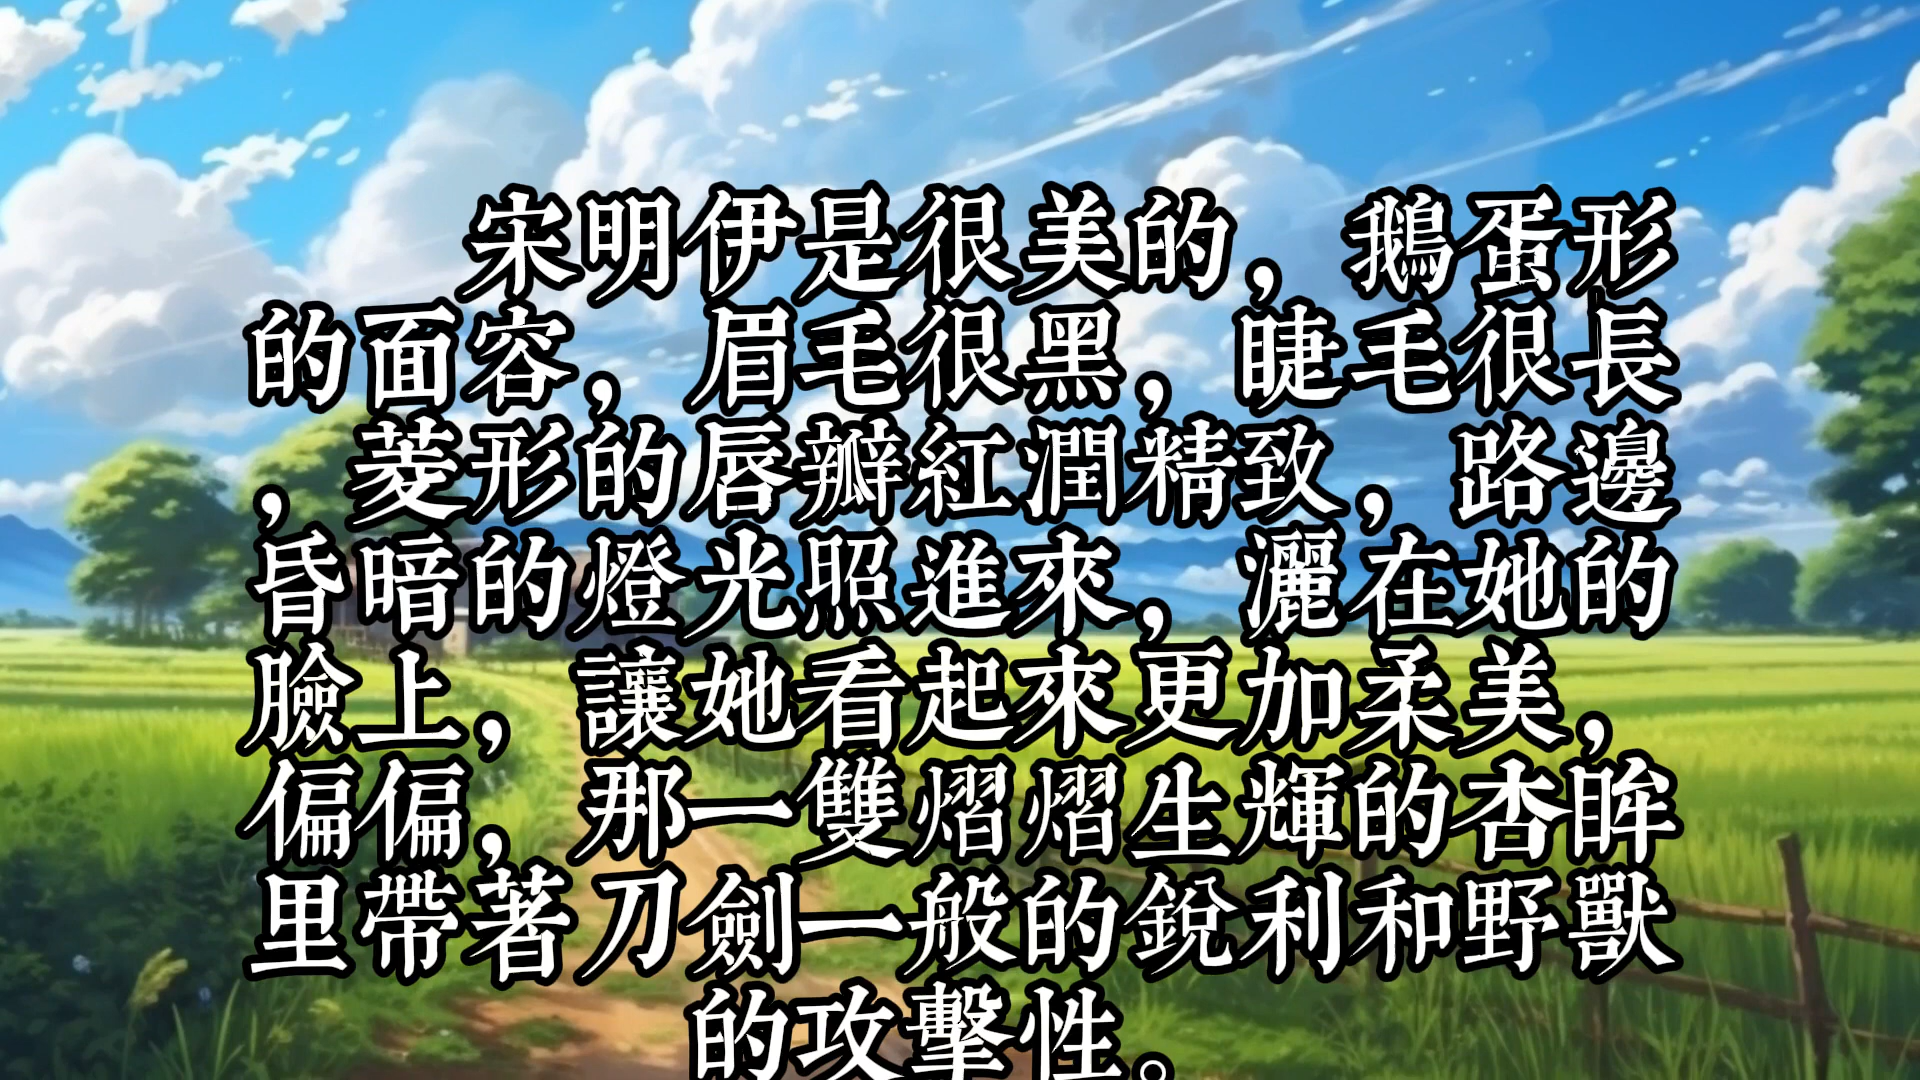 宋明伊是很美的，鵝蛋形
的面容，眉毛很黑，睫毛很長
，菱形的唇瓣紅潤精致，路邊
昏暗的燈光照進來，灑在她的
臉上，讓她看起來更加柔美，
偏偏，那一雙熠熠生輝的杏眸
里帶著刀劍一般的銳利和野獸
的攻擊性。